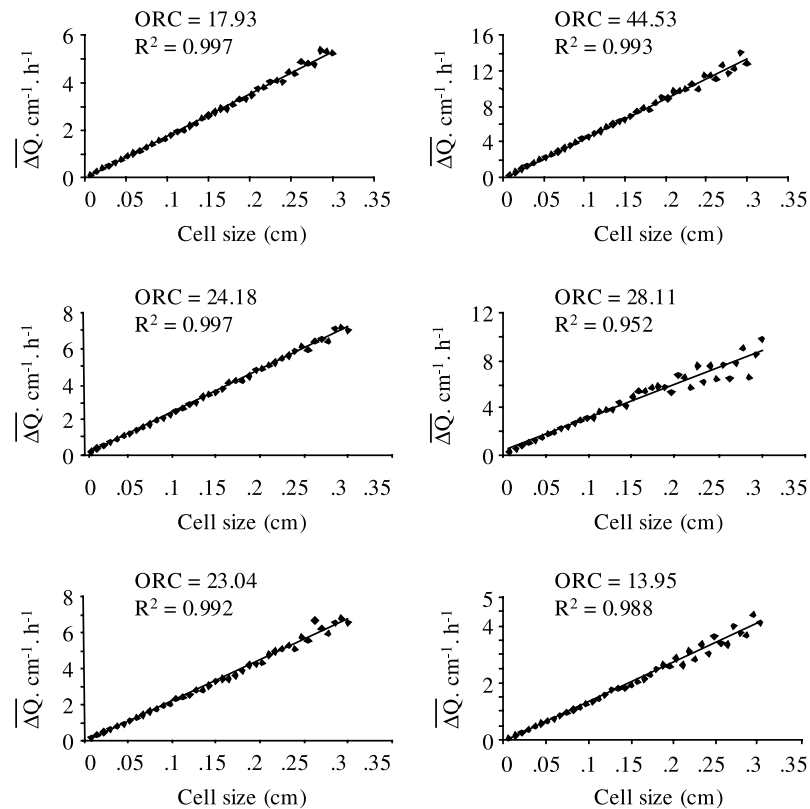 ORC = 17.93
R² = 0.997
6
4
2
0
ΔQ. cm⁻¹. h⁻¹
0 .05 .1 .15 .2 .25 .3 .35
Cell size (cm)
ORC = 44.53
R² = 0.993
16
12
8
4
0
ΔQ. cm⁻¹. h⁻¹
0 .05 .1 .15 .2 .25 .3 .35
Cell size (cm)
ORC = 24.18
R² = 0.997
8
6
4
2
0
ΔQ. cm⁻¹. h⁻¹
0 .05 .1 .15 .2 .25 .3 .35
Cell size (cm)
ORC = 28.11
R² = 0.952
12
8
4
0
ΔQ. cm⁻¹. h⁻¹
0 .05 .1 .15 .2 .25 .3 .35
Cell size (cm)
ORC = 23.04
R² = 0.992
8
6
4
2
0
ΔQ. cm⁻¹. h⁻¹
0 .05 .1 .15 .2 .25 .3 .35
Cell size (cm)
ORC = 13.95
R² = 0.988
5
4
2
0
ΔQ. cm⁻¹. h⁻¹
0 .05 .1 .15 .2 .25 .3 .35
Cell size (cm)